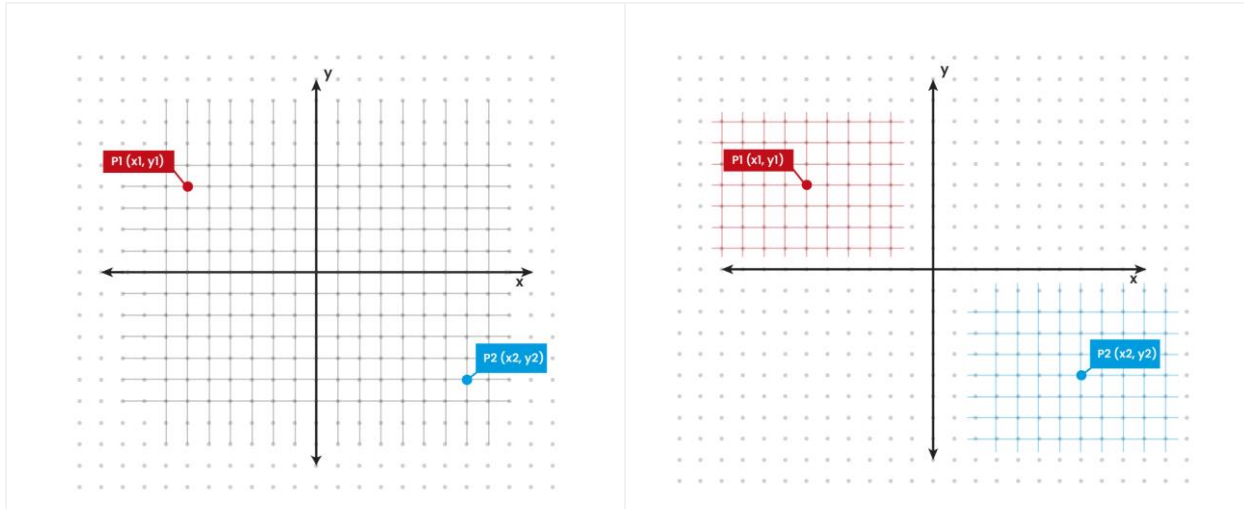 y
P1 (x1, y1)
x
P2 (x2, y2)
y
P1 (x1, y1)
x
P2 (x2, y2)